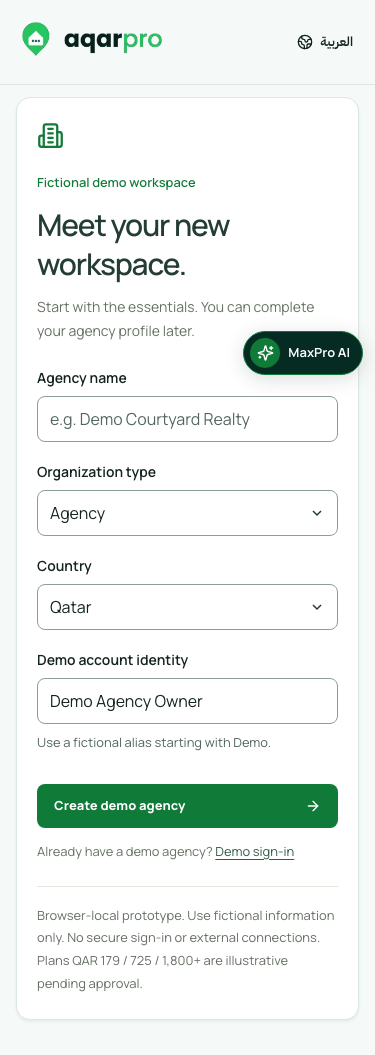 aqarpro
العربية
Fictional demo workspace
Meet your new
workspace.
Start with the essentials. You can complete
your agency profile later.
MaxPro AI
Agency name
e.g. Demo Courtyard Realty
Organization type
Agency
Country
Qatar
Demo account identity
Demo Agency Owner
Use a fictional alias starting with Demo.
Create demo agency
Already have a demo agency? Demo sign-in
Browser-local prototype. Use fictional information
only. No secure sign-in or external connections.
Plans QAR 179 / 725 / 1,800+ are illustrative
pending approval.